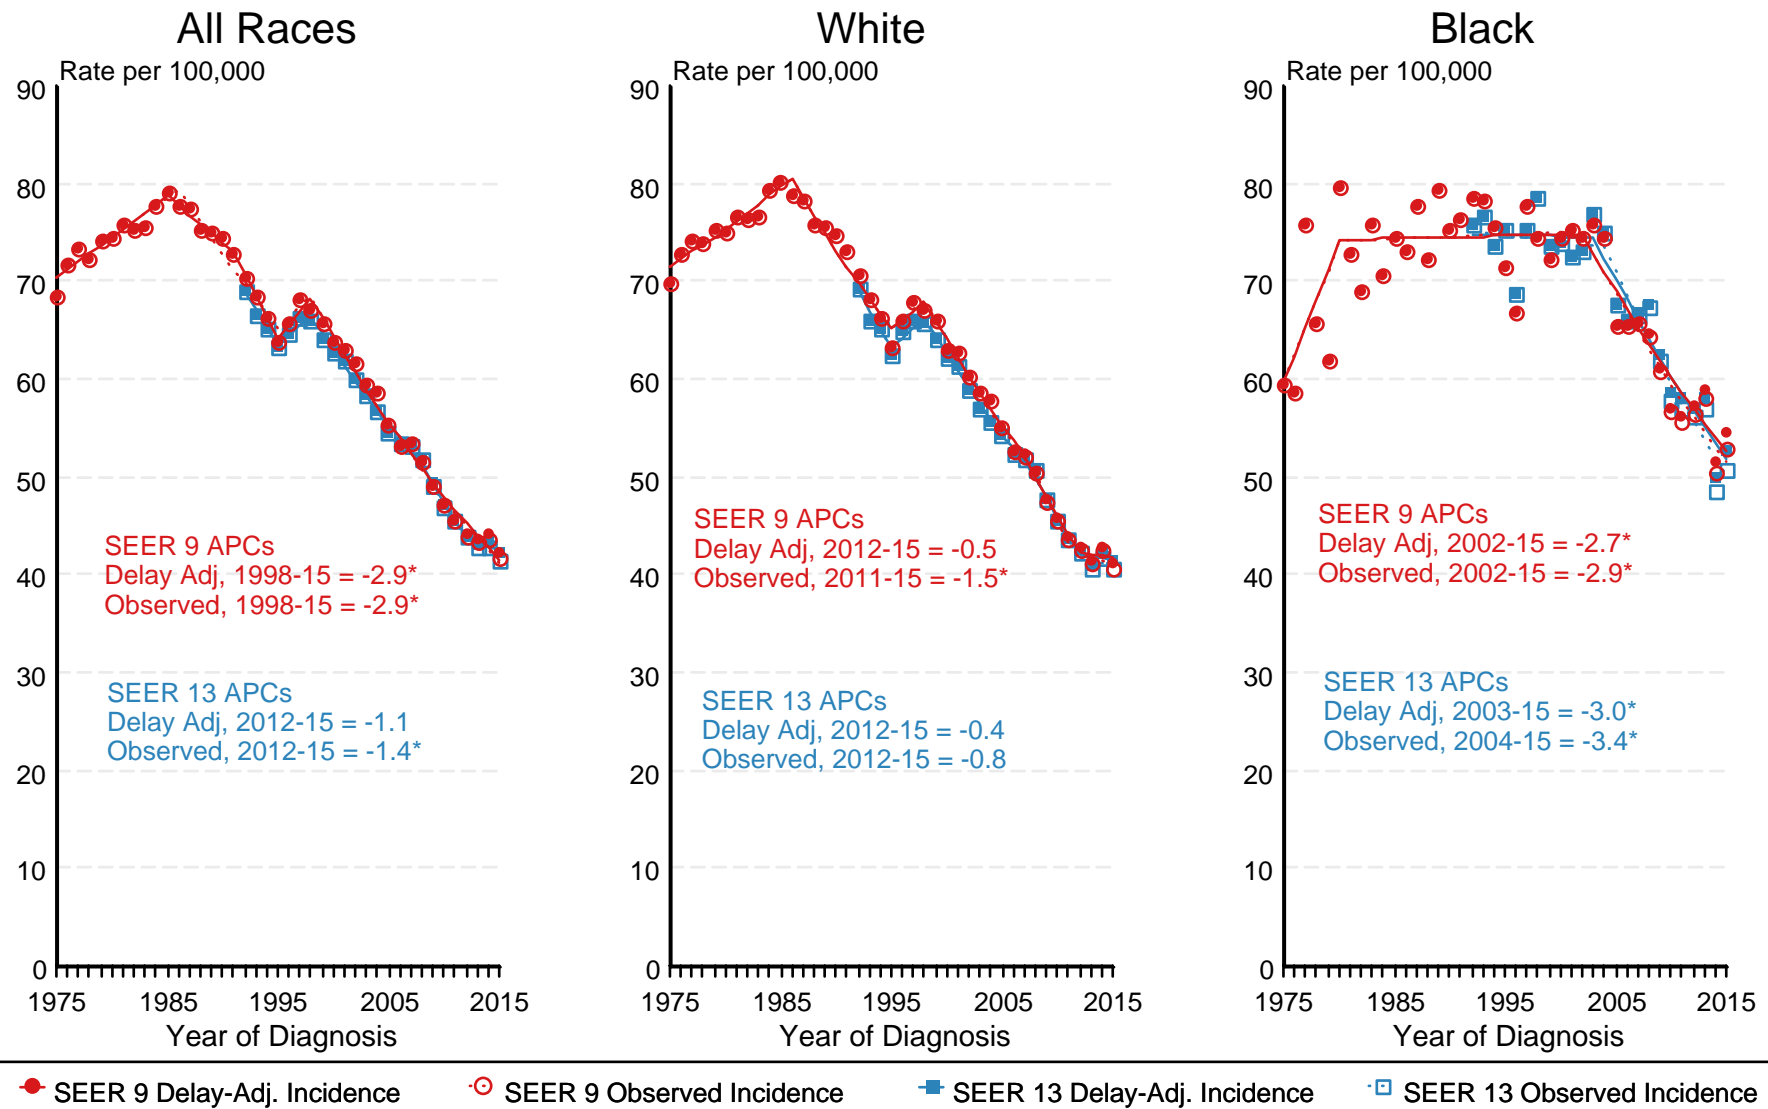 All Races
Rate per 100,000
90
80
70
60
50
40
30
20
10
0
SEER 9 APCs
Delay Adj, 1998-15 = -2.9*
Observed, 1998-15 = -2.9*
SEER 13 APCs
Delay Adj, 2012-15 = -1.1
Observed, 2012-15 = -1.4*
1975 1985 1995 2005 2015
Year of Diagnosis
White
Rate per 100,000
90
80
70
60
50
40
30
20
10
0
SEER 9 APCs
Delay Adj, 2012-15 = -0.5
Observed, 2011-15 = -1.5*
SEER 13 APCs
Delay Adj, 2012-15 = -0.4
Observed, 2012-15 = -0.8
1975 1985 1995 2005 2015
Year of Diagnosis
Black
Rate per 100,000
90
80
70
60
50
40
30
20
10
0
SEER 9 APCs
Delay Adj, 2002-15 = -2.7*
Observed, 2002-15 = -2.9*
SEER 13 APCs
Delay Adj, 2003-15 = -3.0*
Observed, 2004-15 = -3.4*
1975 1985 1995 2005 2015
Year of Diagnosis
SEER 9 Delay-Adj. Incidence SEER 9 Observed Incidence SEER 13 Delay-Adj. Incidence SEER 13 Observed Incidence